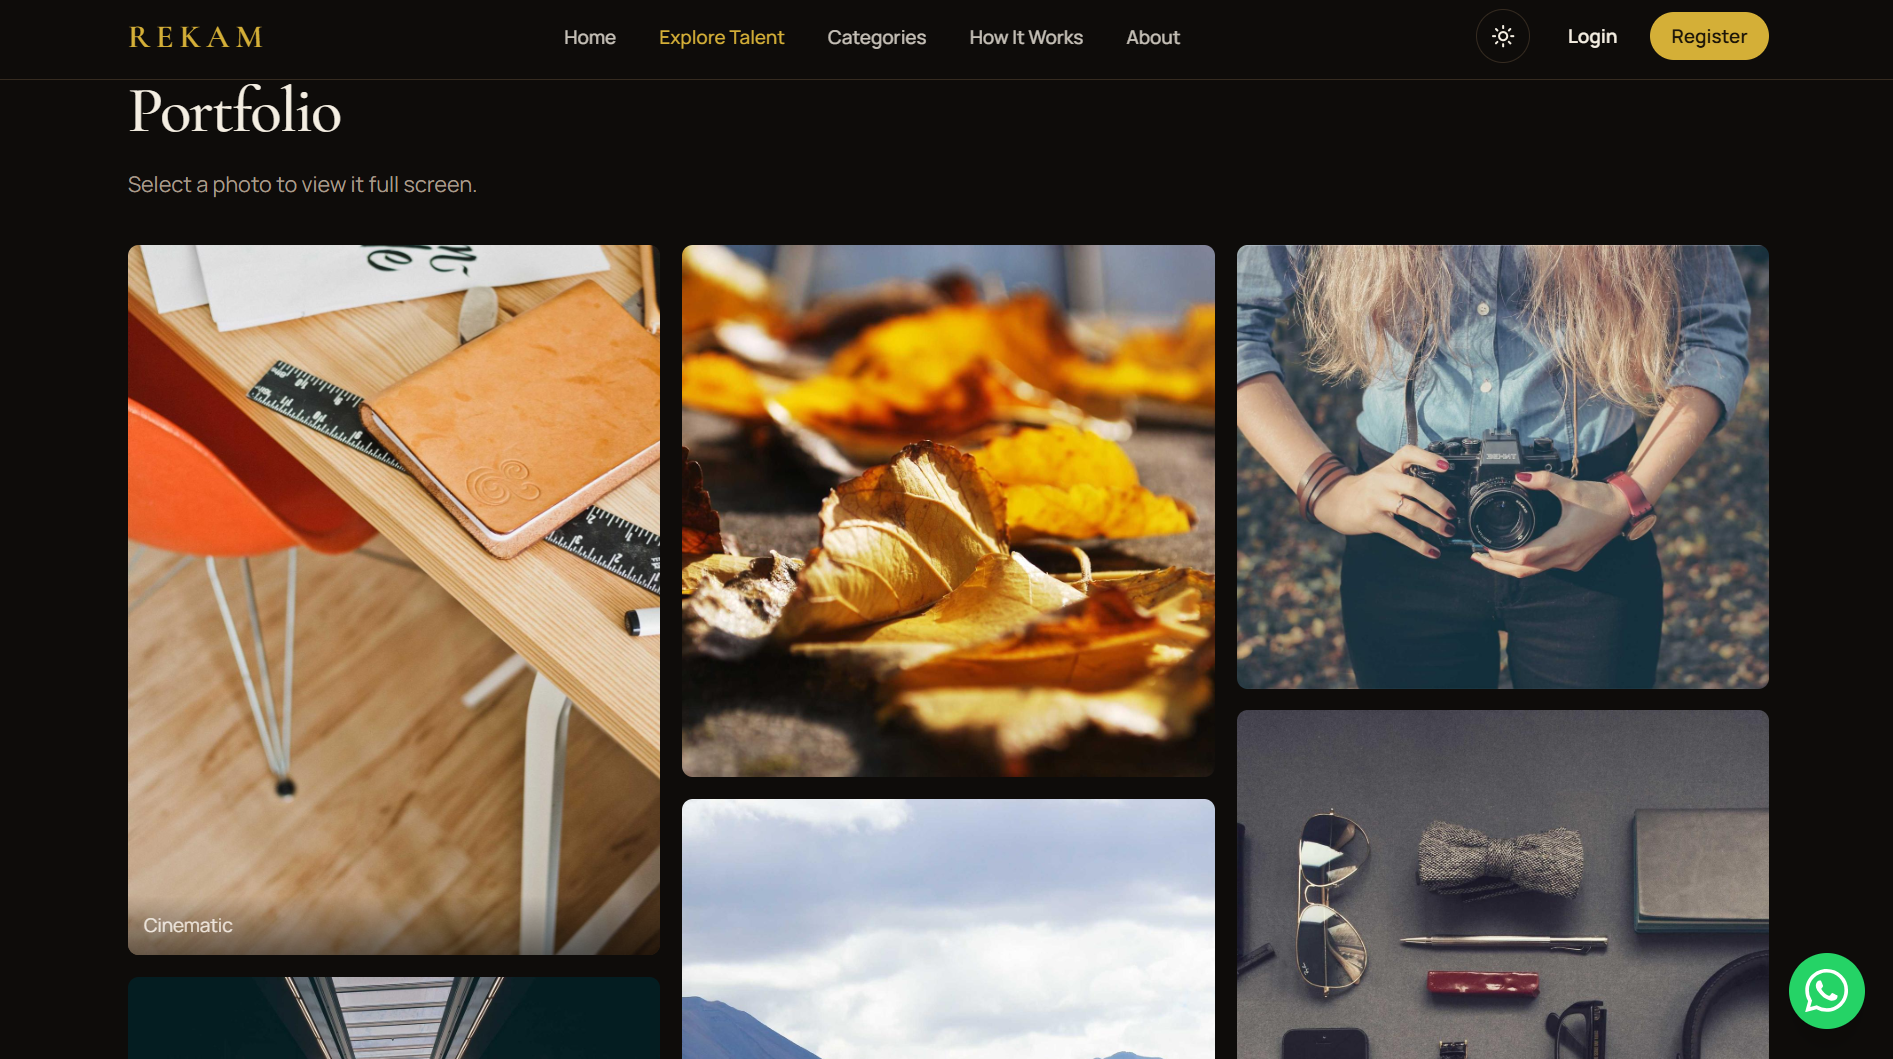 REKAM
Home
Explore Talent
Categories
How It Works
About
Login
Register
Portfolio
Select a photo to view it full screen.
Cinematic